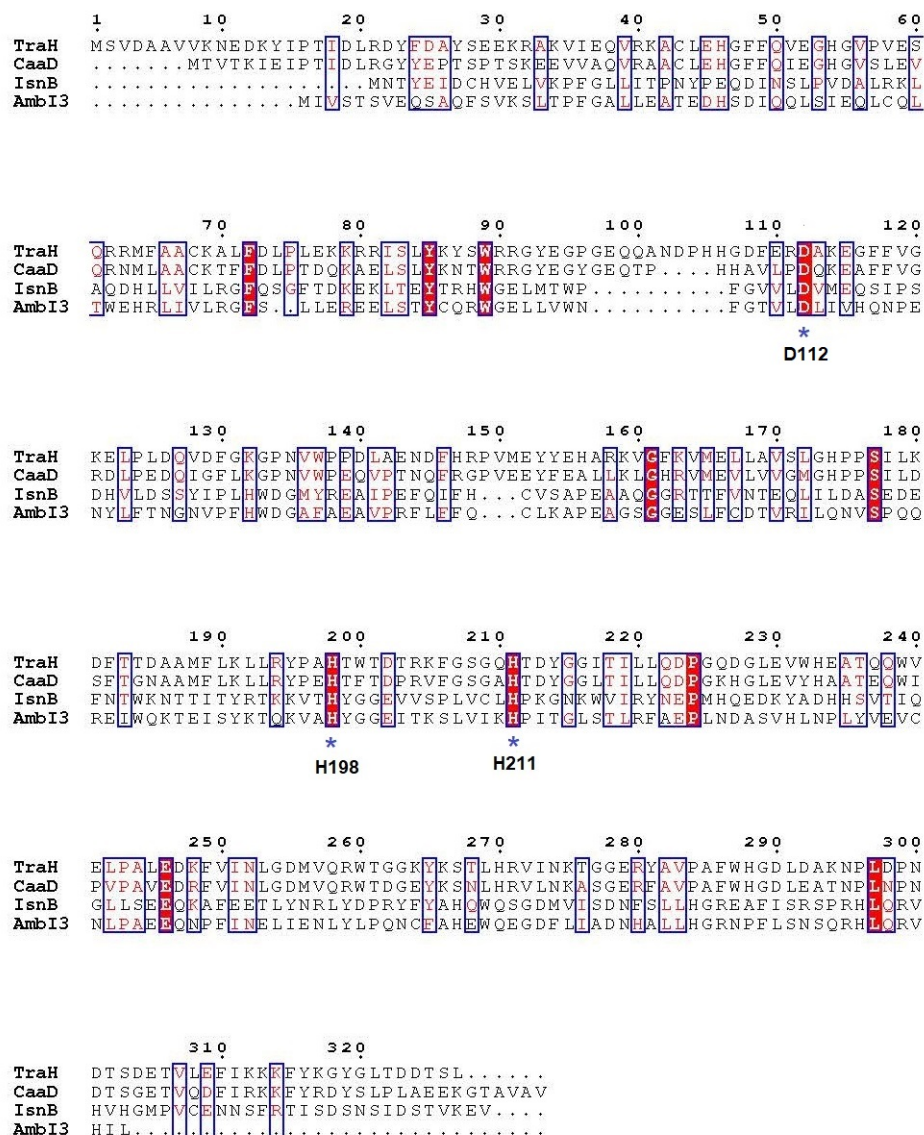 1 10 20 30 40 50 60
TraH MSVDAAVVKNEDKYIPTIDLRDYFDAYSEEKRAKVIEQVRKACLEHGFFQVEGHGVPVES
CaaD .......MTVTKIEIPTIDLRGYYEPTSPTSKEEVVAQVRAACLEHGFFQIEGHGVSLEV
IsnB ....................MNTYEIDCHVELVKPFGLLITPNYPEQDINSLPVDALRKL
AmbI3 ...............MIVSTSVEQSAQFSVKSLTPFGALLEATEDHSDIQQLSIEQLCQL
70 80 90 100 110 120
TraH QRRMFAACKALFDLPLEKKRRISLYKYSWRRGYEGPGEQQANDPHHGDFERDAKEGFFVG
CaaD QRNMLAACKTFFDLPTDQKAELSLYKNTWRRGYEGYGEQTP....HHAVLPDQKEAFFVG
IsnB AQDHLLVILRGFQSGFTDKEKLTEYTRHWGELMTWP..........FGVVLDVMEQSIPS
AmbI3 TWEHRLIVLRGFS..LLEREELSTYCQRWGELLVWN..........FGTVLDLIVHQNPE
*
D112
130 140 150 160 170 180
TraH KELPLDQVDFGKGPNVWPPDLAENDFHRPVMEYYEHARKVGFKVMELLAVSLGHPPSILK
CaaD RDLPEDQIGFLKGPNVWPEQVPTNQFRGPVEEYFEALLKLGHRVMEVLVVGMGHPPSILD
IsnB DHVLDSSYIPLHWDGMYREAIPEFQIFH...CVSAPEAAQGGRTTFVNTEQLILDASEDE
AmbI3 NYLFTNGNVPFHWDGAFAEAVPRFLFFQ...CLKAPEAGSGGESLFCDTVRILQNVSPQQ
190 200 210 220 230 240
TraH DFTTDAAMFLKLLRYPAHTWTDTRKFGSGQHTDYGGITILLQDPGQDGLEVWHEATQQWV
CaaD SFTGNAAMFLKLLRYPEHTFTDPRVFGSGAHTDYGGLTILLQDPGKHGLEVYHAATEQWI
IsnB FNTWKNTTITYRTKKVTHYGGEVVSPLVCLHPKGNKWVIRYNEPMHQEDKYADHHSVTIQ
AmbI3 REIWQKTEISYKTQKVAHYGGEITKSLVIKHPITGLSTLRFAEPLNDASVHLNPLYVEVC
* *
H198 H211
250 260 270 280 290 300
TraH ELPALEDKFVINLGDMVQRWTGGKYKSTLHRVINKTGGERYAVPAFWHGDLDAKNPLDPN
CaaD PVPAVEDRFVINLGDMVQRWTDGEYKSNLHRVLNKASGERFAVPAFWHGDLEATNPLNPN
IsnB GLLSEEQKAFEETLYNRLYDPRYFYAHQWQSGDMVISDNFSLLHGREAFISRSPRHLQRV
AmbI3 NLPAEEQNPFINELIENLYLPQNCFAHEWQEGDFLIADNHALLHGRNPFLSNSQRHLQRV
310 320
TraH DTSDETVLEFIKKKFYKGYGLTDDTSL......
CaaD DTSGETVQDFIRKKFYRDYSLPLAEEKGTAVAV
IsnB HVHGMPVCENNSFRTISDSNSIDSTVKEV....
AmbI3 HIL..............................